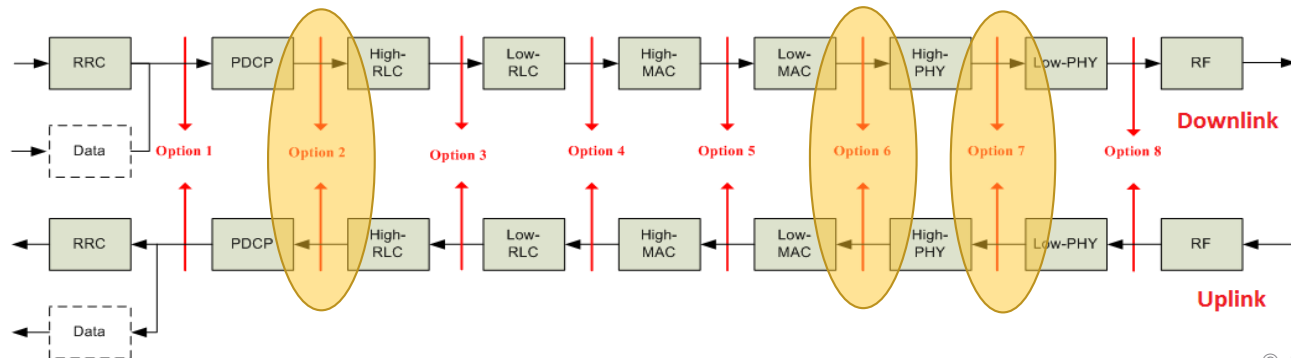 RRC
PDCP
High-
RLC
Low-
RLC
High-
MAC
Low-
MAC
High-
PHY
Low-PHY
RF
Downlink
Data
Option 1
Option 2
Option 3
Option 4
Option 5
Option 6
Option 7
Option 8
RRC
PDCP
High-
RLC
Low-
RLC
High-
MAC
Low-
MAC
High-
PHY
Low-PHY
RF
Uplink
Data